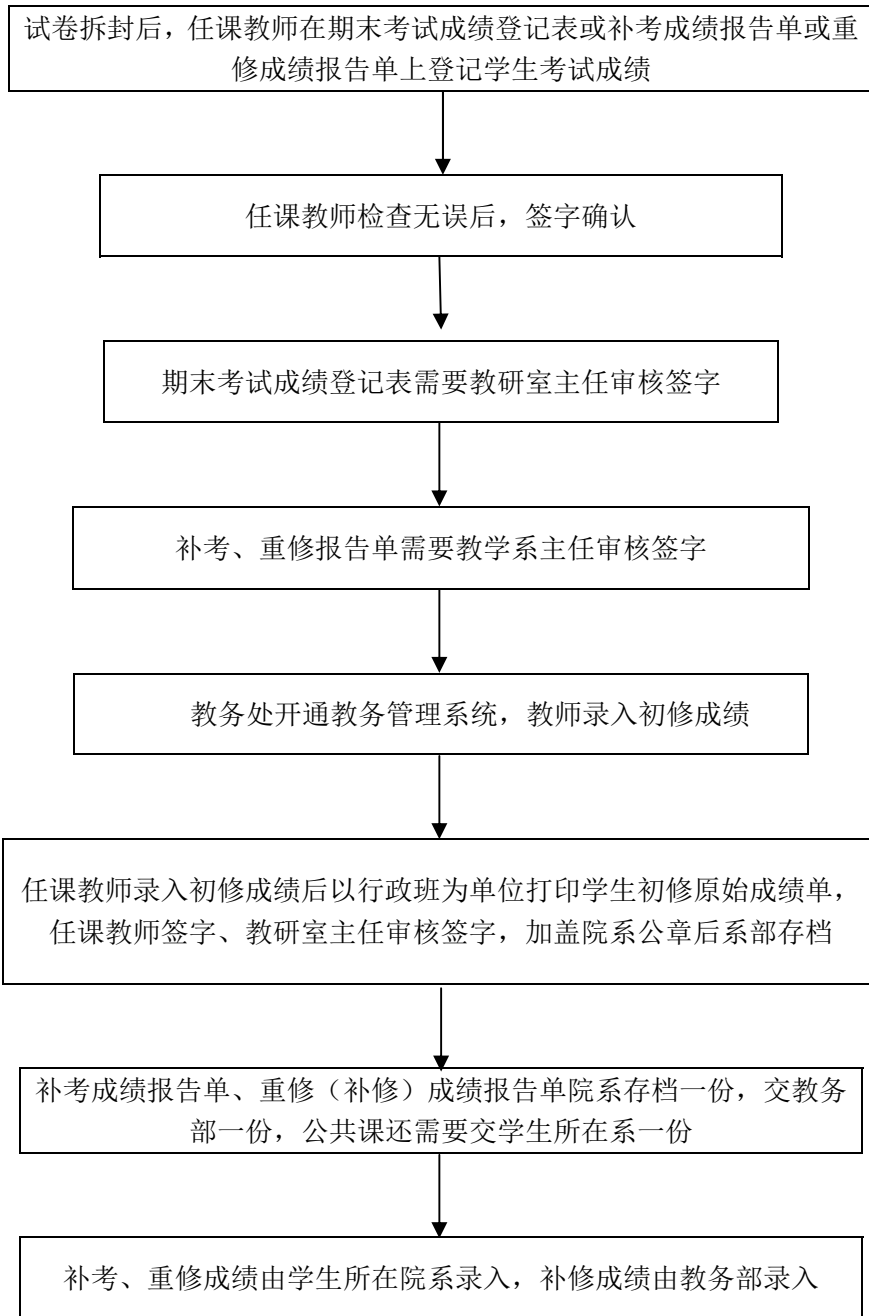 试卷拆封后，任课教师在期末考试成绩登记表或补考成绩报告单或重
修成绩报告单上登记学生考试成绩
任课教师检查无误后，签字确认
期末考试成绩登记表需要教研室主任审核签字
补考、重修报告单需要教学系主任审核签字
教务处开通教务管理系统，教师录入初修成绩
任课教师录入初修成绩后以行政班为单位打印学生初修原始成绩单，
任课教师签字、教研室主任审核签字，加盖院系公章后系部存档
补考成绩报告单、重修（补修）成绩报告单院系存档一份，交教务
部一份，公共课还需要交学生所在系一份
补考、重修成绩由学生所在院系录入，补修成绩由教务部录入